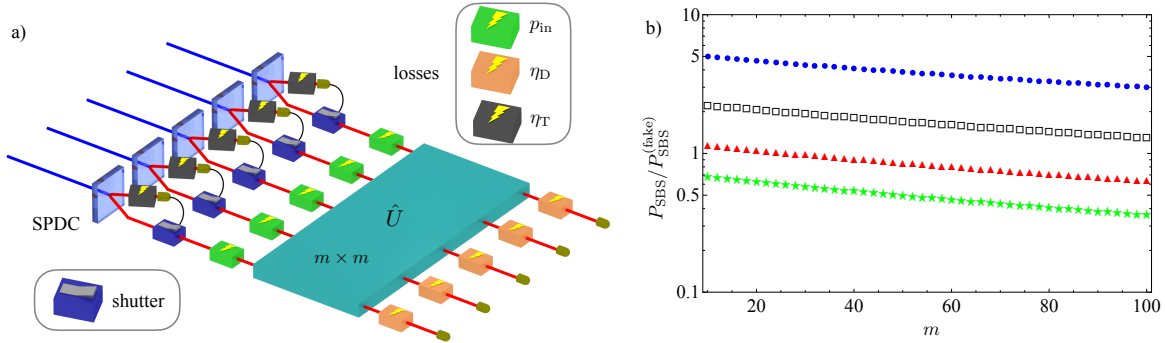 a)
losses
p_in
η_D
η_T
SPDC
Û
m × m
shutter
b)
P_SBS/P_SBS^(fake)
10
5
1
0.5
0.1
20
40
60
80
100
m